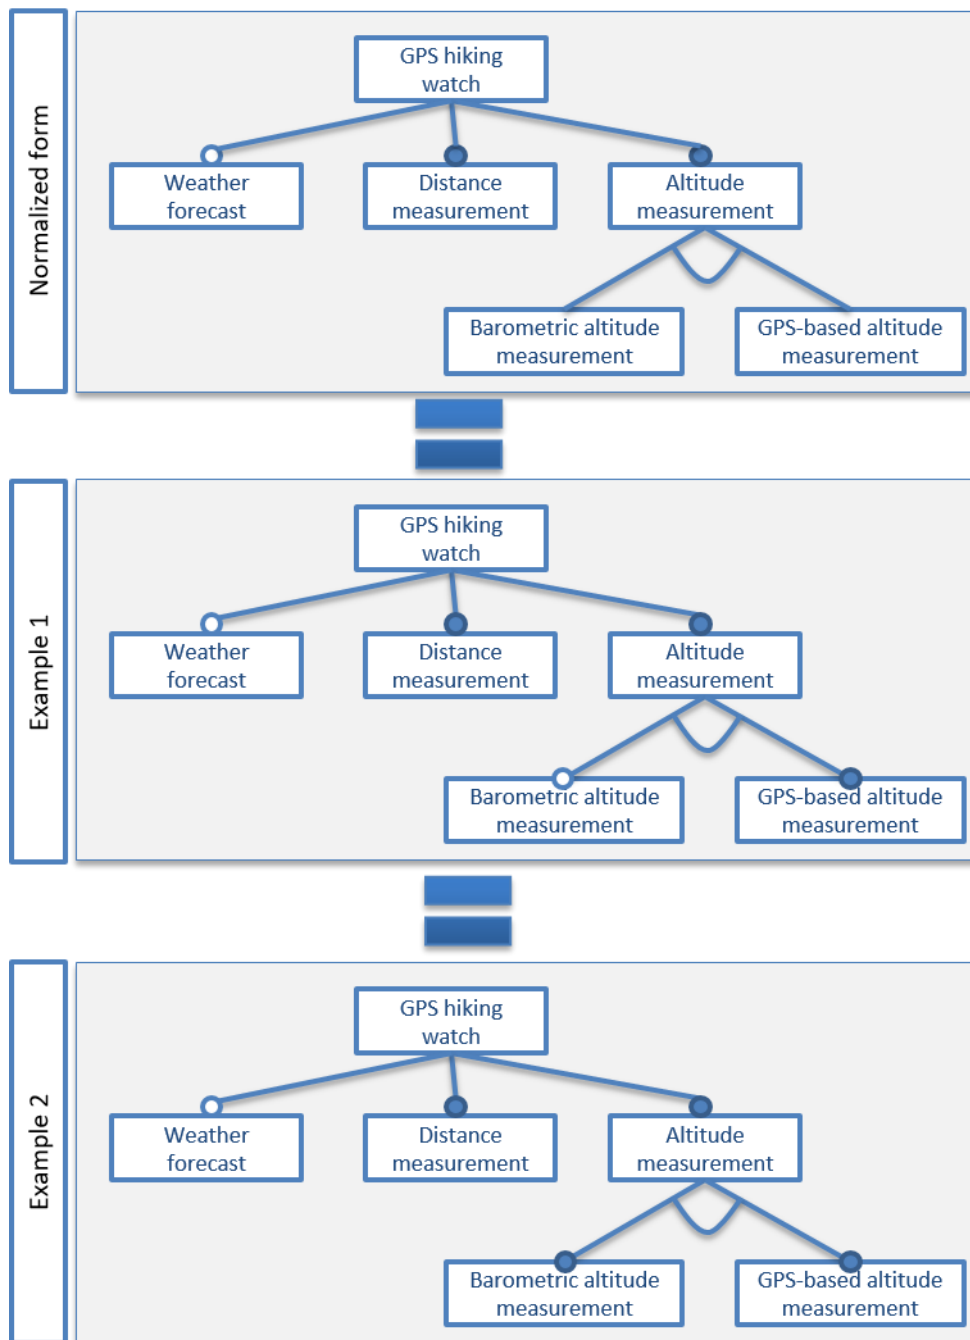 Normalized form
GPS hiking
watch
Weather
forecast
Distance
measurement
Altitude
measurement
Barometric altitude
measurement
GPS-based altitude
measurement
Example 1
GPS hiking
watch
Weather
forecast
Distance
measurement
Altitude
measurement
Barometric altitude
measurement
GPS-based altitude
measurement
Example 2
GPS hiking
watch
Weather
forecast
Distance
measurement
Altitude
measurement
Barometric altitude
measurement
GPS-based altitude
measurement